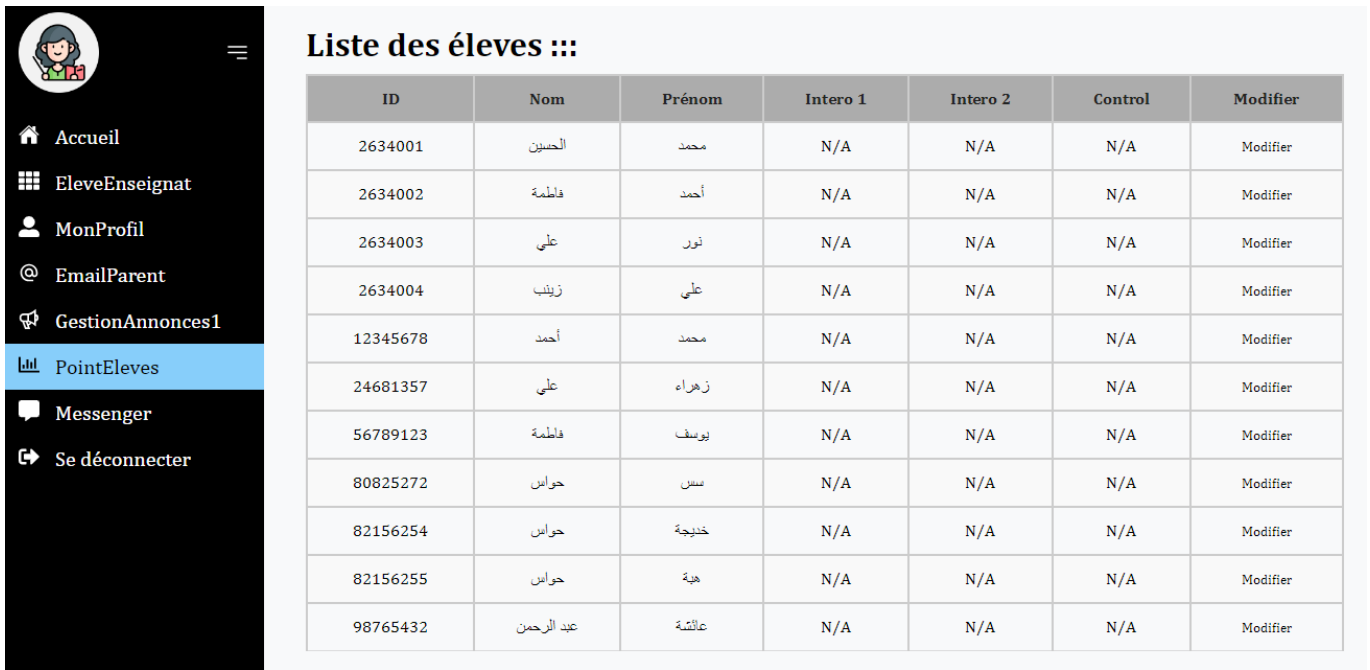 Accueil
EleveEnseignat
MonProfil
EmailParent
GestionAnnonces1
PointEleves
Messenger
Se déconnecter
Liste des éleves :::
ID Nom Prénom Intero 1 Intero 2 Control Modifier
2634001 الحسين محمد N/A N/A N/A Modifier
2634002 فاطمة أحمد N/A N/A N/A Modifier
2634003 علي نور N/A N/A N/A Modifier
2634004 زينب علي N/A N/A N/A Modifier
12345678 أحمد محمد N/A N/A N/A Modifier
24681357 علي زهراء N/A N/A N/A Modifier
56789123 فاطمة يوسف N/A N/A N/A Modifier
80825272 حواس سس N/A N/A N/A Modifier
82156254 حواس خديجة N/A N/A N/A Modifier
82156255 حواس هبة N/A N/A N/A Modifier
98765432 عبد الرحمن عائشة N/A N/A N/A Modifier